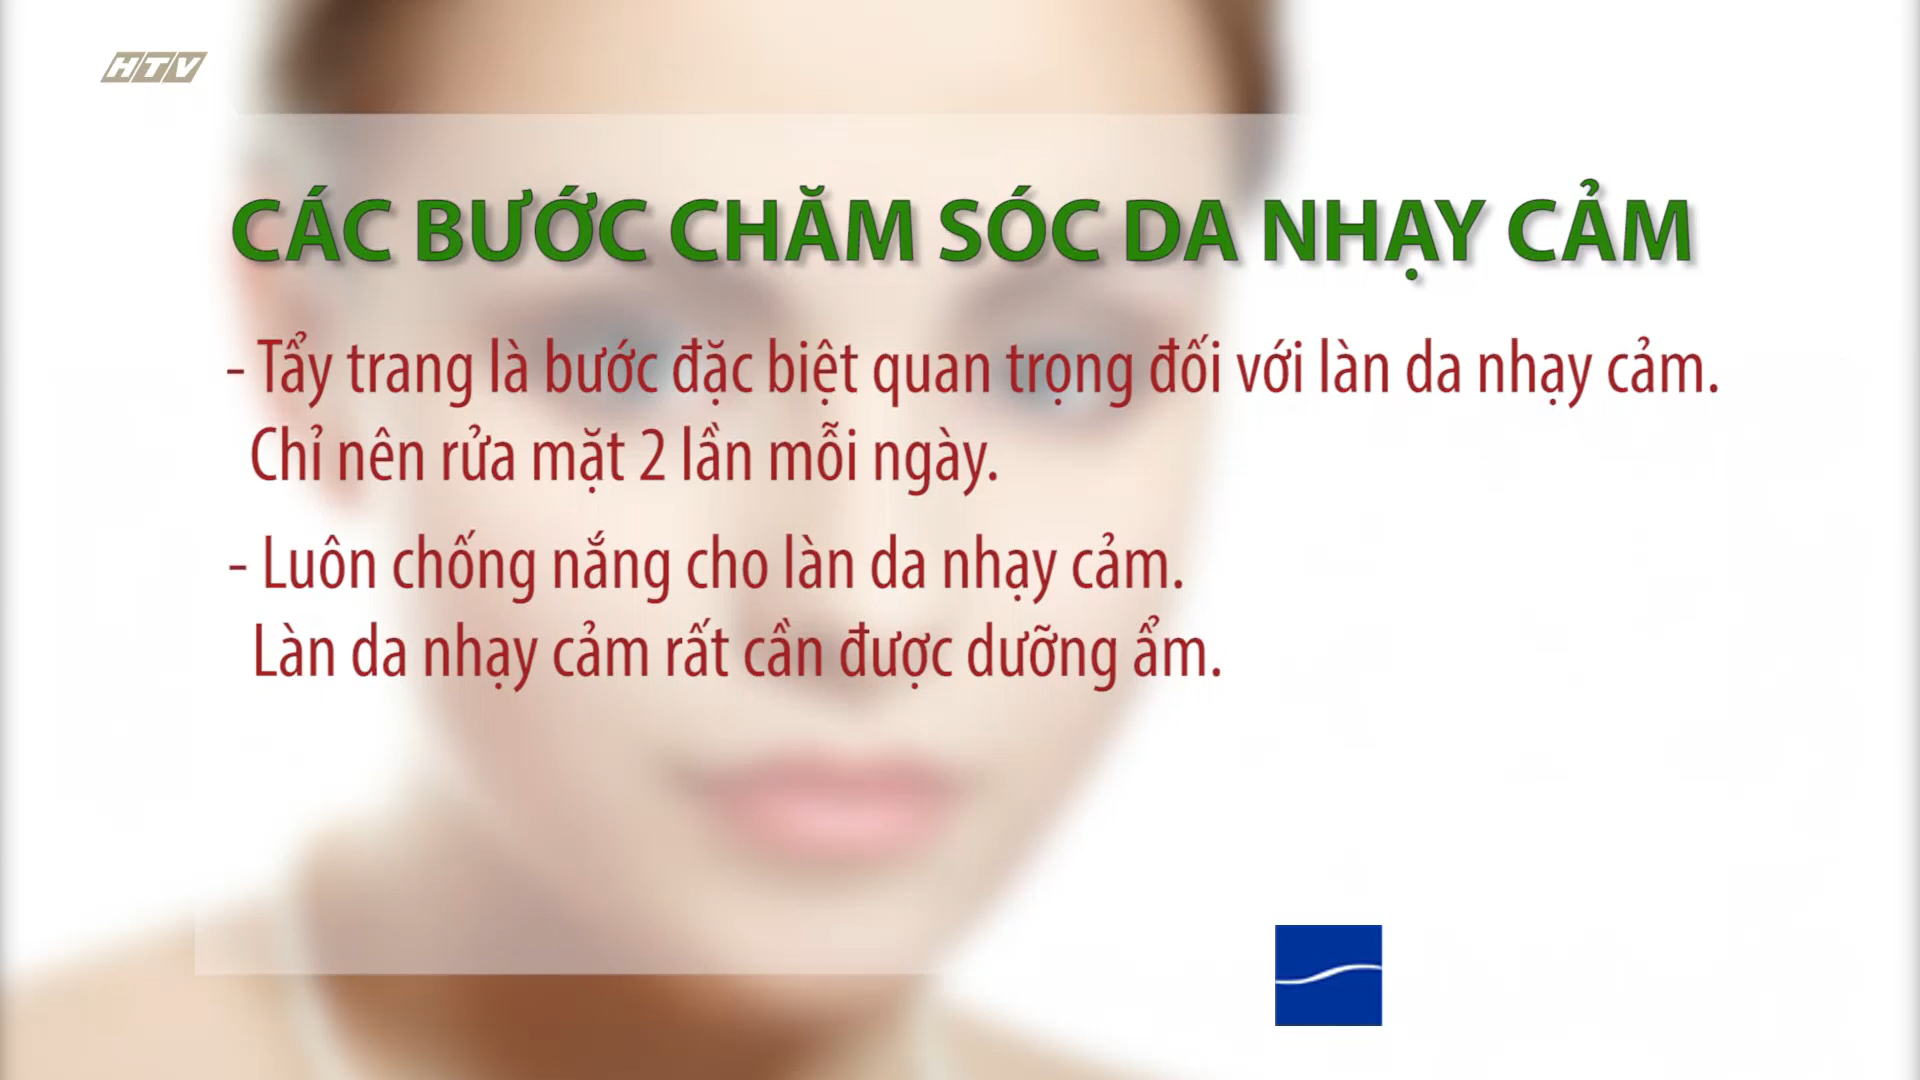 HTV
CÁC BƯỚC CHĂM SÓC DA NHẠY CẢM
- Tẩy trang là bước đặc biệt quan trọng đối với làn da nhạy cảm.
Chỉ nên rửa mặt 2 lần mỗi ngày.
- Luôn chống nắng cho làn da nhạy cảm.
Làn da nhạy cảm rất cần được dưỡng ẩm.